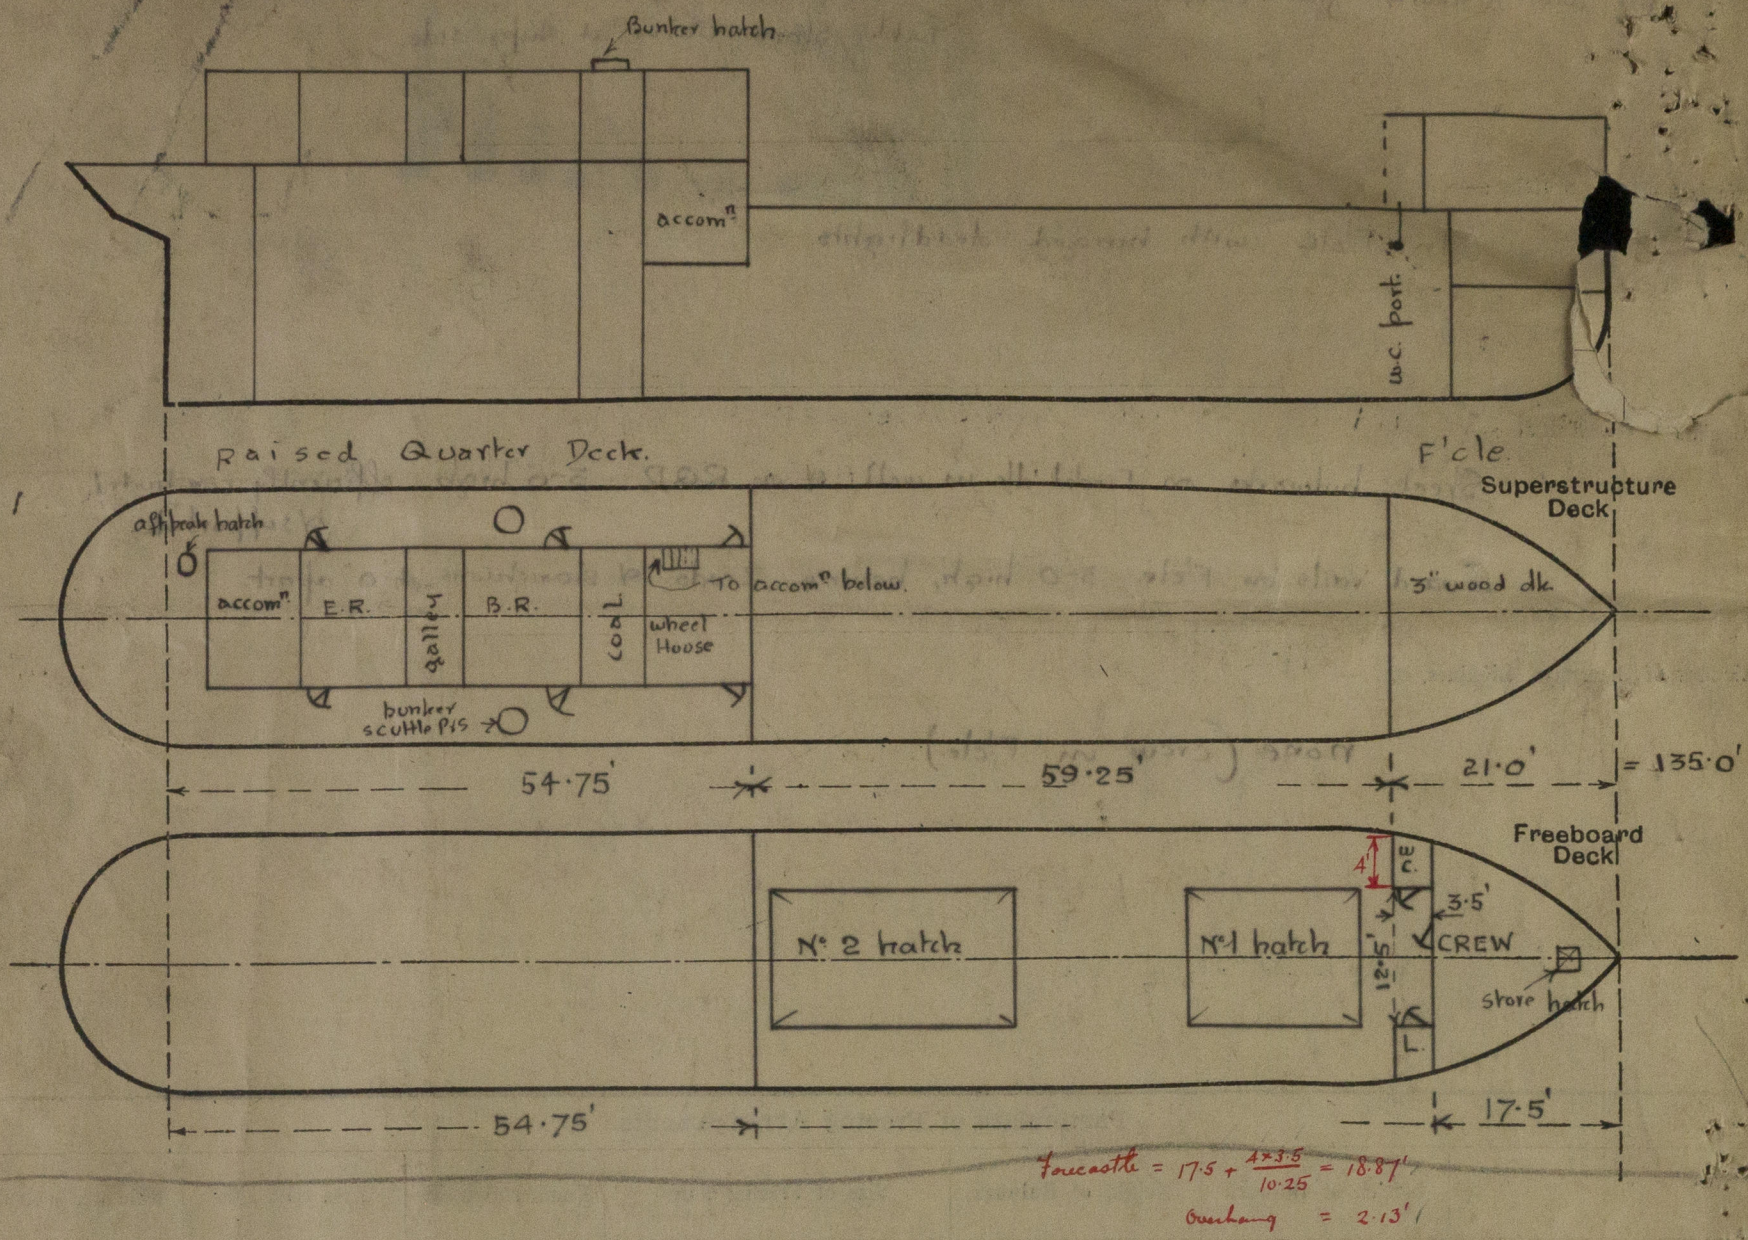 Bunker hatch.
accomⁿ
w.c. port.
Raised Quarter Deck.
F'cle.
Superstructure
Deck
aft peak hatch
To accomⁿ below.
3" wood dk.
accomⁿ
E.R.
galley
B.R.
coal
wheel
House
bunker
scuttle P&S
54·75'
59·25'
21·0'
= 135·0'
Freeboard
Deck
4'
3·5'
Nº 2 hatch
Nº1 hatch
12·5'
CREW
store hatch
L.
54·75'
17·5'
Forecastle = 17·5 + 4×3·5/10·25 = 18·87'
Overhang = 2·13'